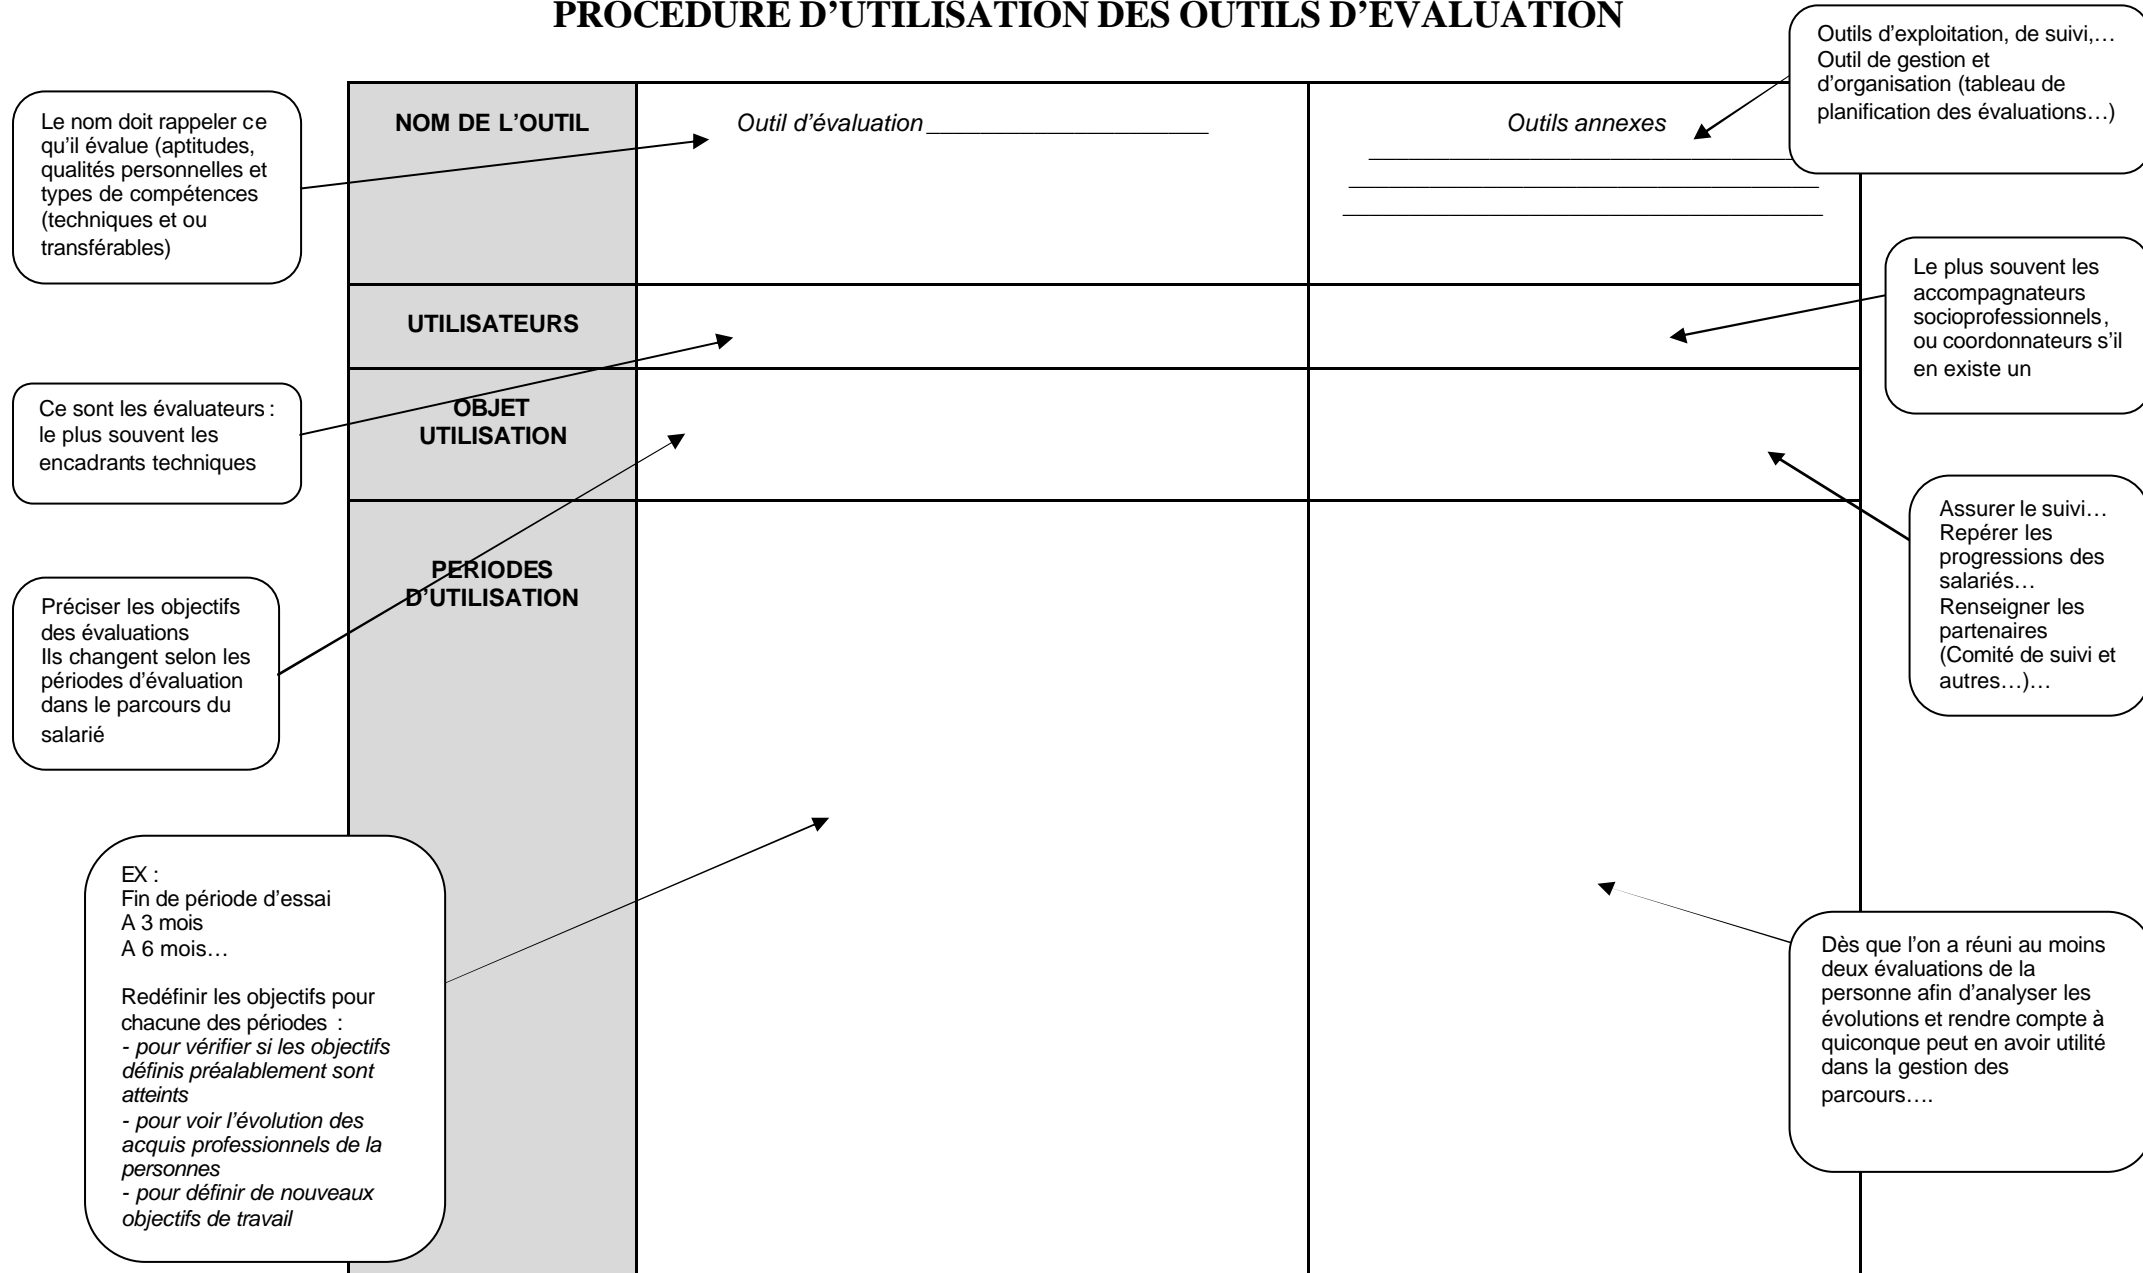 PROCEDURE D’UTILISATION DES OUTILS D’EVALUATION
Outils d’exploitation, de suivi,…
Outil de gestion et
d’organisation (tableau de
planification des évaluations…)
Le nom doit rappeler ce
qu’il évalue (aptitudes,
qualités personnelles et
types de compétences
(techniques et ou
transférables)
NOM DE L’OUTIL
Outil d’évaluation_____________________
Outils annexes
UTILISATEURS
Le plus souvent les
accompagnateurs
socioprofessionnels,
ou coordonnateurs s’il
en existe un
Ce sont les évaluateurs :
le plus souvent les
encadrants techniques
OBJET
UTILISATION
Assurer le suivi…
Repérer les
progressions des
salariés…
Renseigner les
partenaires
(Comité de suivi et
autres…)…
PERIODES
D’UTILISATION
Préciser les objectifs
des évaluations
Ils changent selon les
périodes d’évaluation
dans le parcours du
salarié
EX :
Fin de période d’essai
A 3 mois
A 6 mois…
Redéfinir les objectifs pour
chacune des périodes :
- pour vérifier si les objectifs
définis préalablement sont
atteints
- pour voir l’évolution des
acquis professionnels de la
personnes
- pour définir de nouveaux
objectifs de travail
Dès que l’on a réuni au moins
deux évaluations de la
personne afin d’analyser les
évolutions et rendre compte à
quiconque peut en avoir utilité
dans la gestion des
parcours….